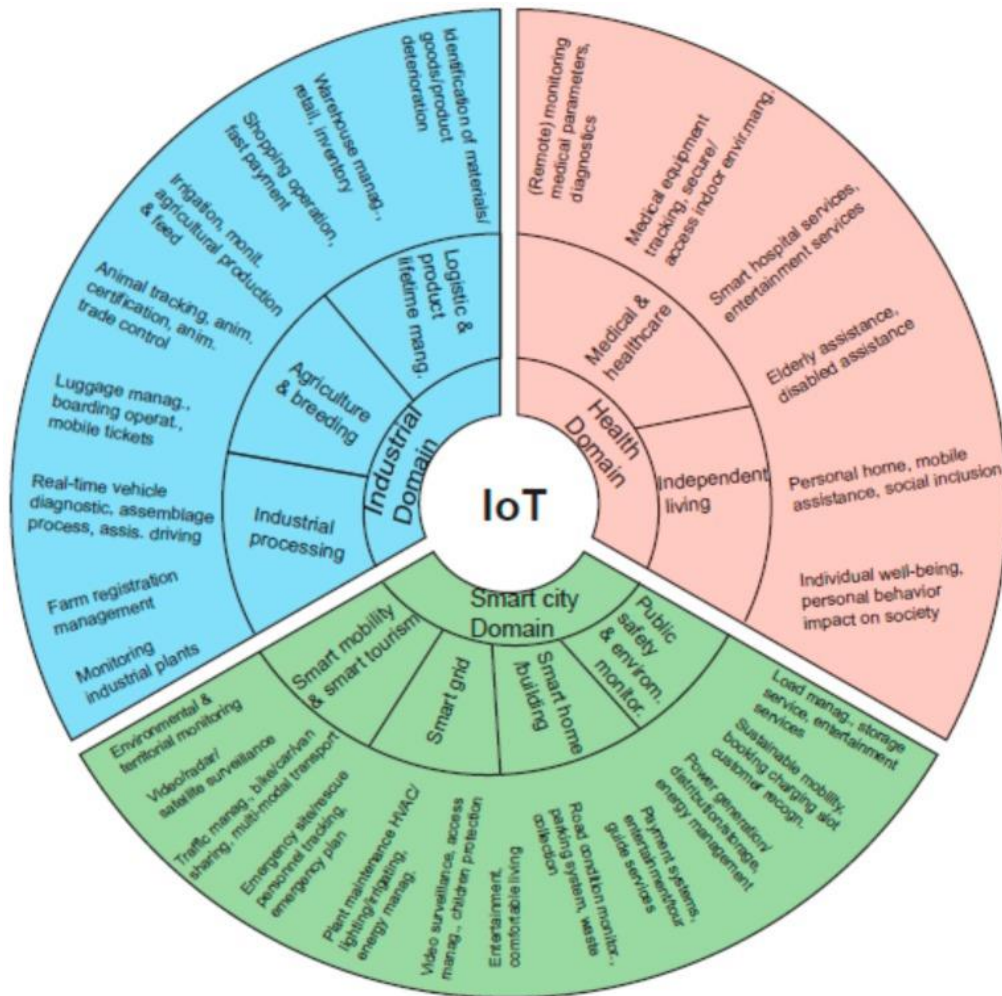 IoT
Industrial
Domain
Logistic &
product
lifetime mang,
Agriculture
& breeding
Industrial
processing
Identification of materials/
goods/product
deterioration
Warehouse manag.,
retail, inventory
Shopping operation,
fast payment
Irrigation, monit.
agricultural production
& feed
Animal tracking, anim.
certification, anim.
trade control
Luggage manag.,
boarding operat.,
mobile tickets
Real-time vehicle
diagnostic, assemblage
process, assis. driving
Farm registration
management
Monitoring
industrial plants
Health
Domain
Medical &
healthcare
Independent
living
(Remote) monitoring
medical parameters,
diagnostics
Medical equipment
tracking, secure/
access indoor envir.mang.
Smart hospital services,
entertainment services
Elderly assistance,
disabled assistance
Personal home, mobile
assistance, social inclusion
Individual well-being,
personal behavior
impact on society
Smart city
Domain
Smart mobility
& smart tourism
Smart grid
Smart home
/building
Public
safety
& envirom.
monitor.
Environmental &
territorial monitoring
Video/radar/
satellite surveillance
Traffic manag., bike/car/van
sharing, multi-modal transport
Emergency site/rescue
personnel tracking,
emergency plan
Plant maintenance HVAC/
lighting/irrigating,
energy manag.
Video surveillance, access
manag., children protection
Entertainment,
comfortable living
Road condition monitor..,
parking system, waste
collection
Payment systems,
entertainment/tour
guide services
Power generation/
distribution/storage,
energy management
Sustainable mobility,
booking charging slot
customer recogn.
Load manag., storage
service, entertainment
services